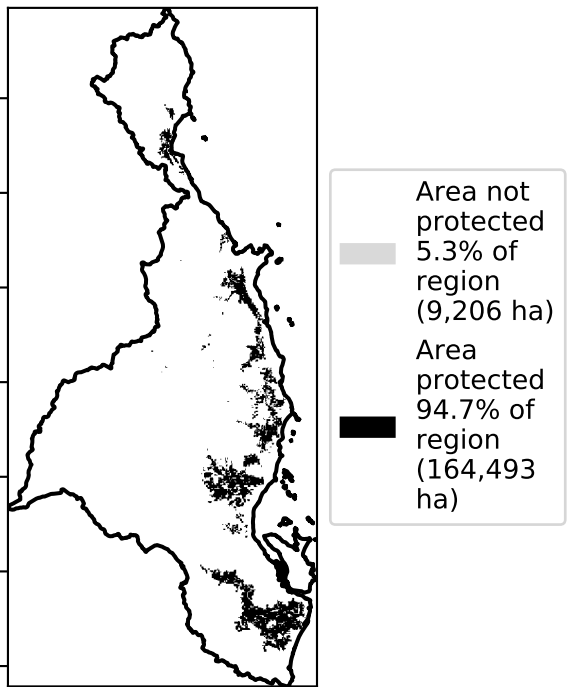 Area not
protected
5.3% of
region
(9,206 ha)
Area
protected
94.7% of
region
(164,493
ha)